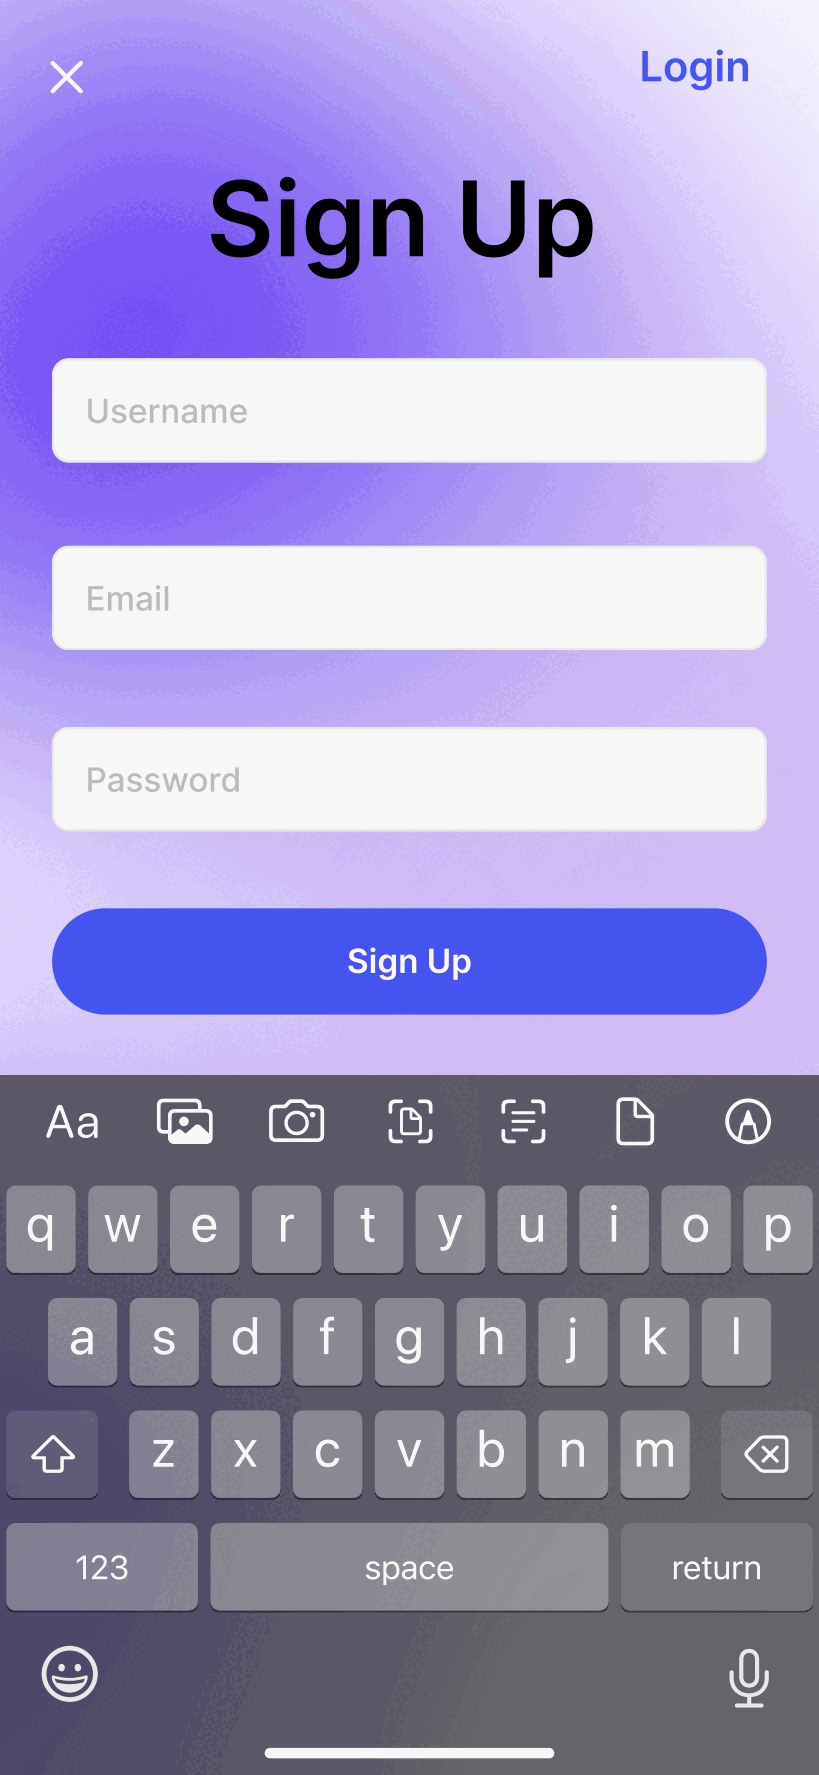 Login
Sign Up
Username
Email
Password
Sign Up
Aa
q w e r t y u i o p
a s d f g h j k l
z x c v b n m
123 space return